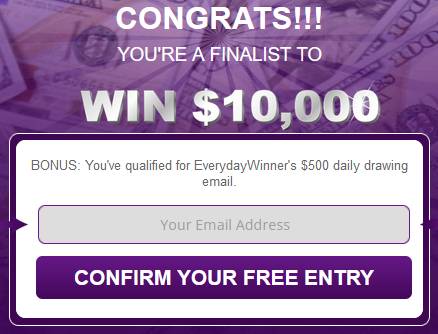 CONGRATS!!!
YOU'RE A FINALIST TO
WIN $10,000
BONUS: You've qualified for EverydayWinner's $500 daily drawing
email.
Your Email Address
CONFIRM YOUR FREE ENTRY